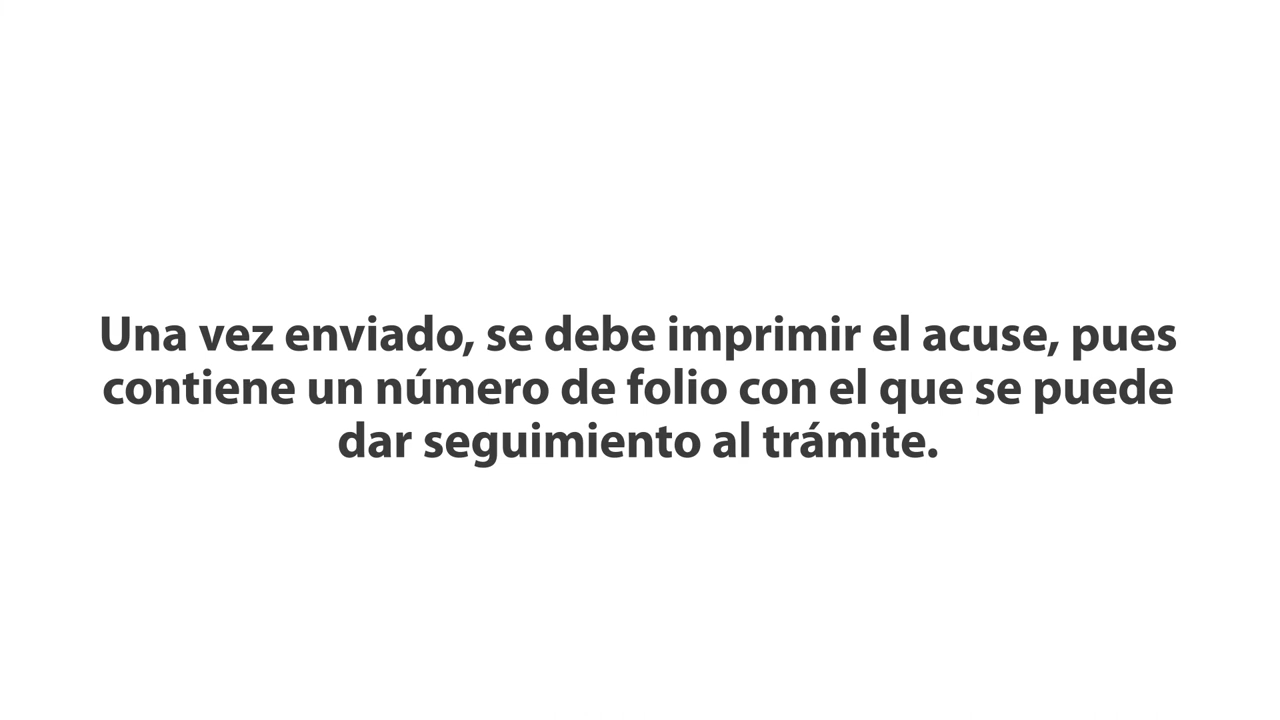 Una vez enviado, se debe imprimir el acuse, pues
contiene un número de folio con el que se puede
dar seguimiento al trámite.